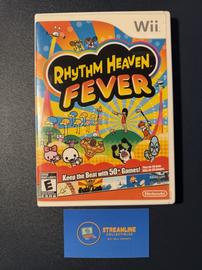 Wii
RHYTHM HEAVEN
FEVER
Keep the Beat with 50+ Games!
E
Nintendo
STREAMLINE
COLLECTIBLES